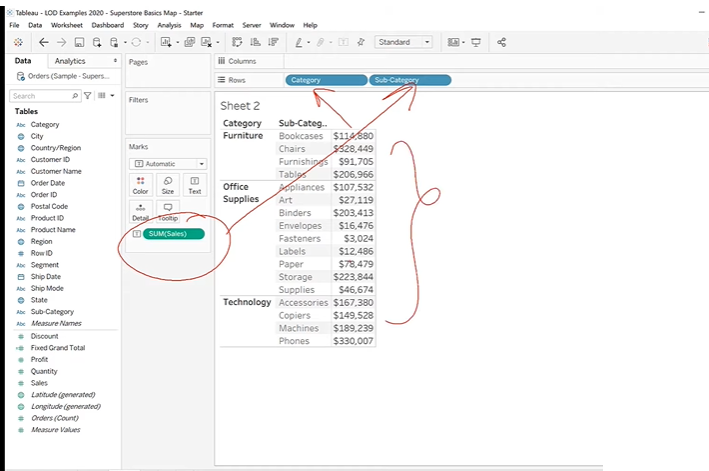 Tableau - LOD Examples 2020 - Superstore Basics Map - Starter
File Data Worksheet Dashboard Story Analysis Map Format Server Window Help
Standard
Data Analytics
Orders (Sample - Supers...
Search
Tables
Abc Category
City
Country/Region
Abc Customer ID
Abc Customer Name
Order Date
Abc Order ID
Postal Code
Abc Product ID
Abc Product Name
Region
# Row ID
Abc Segment
Ship Date
Abc Ship Mode
State
Abc Sub-Category
Abc Measure Names
# Discount
=# Fixed Grand Total
# Profit
# Quantity
# Sales
Latitude (generated)
Longitude (generated)
# Orders (Count)
# Measure Values
Pages
Filters
Marks
T Automatic
Color Size Text
Detail Tooltip
T SUM(Sales)
Columns
Rows Category Sub-Category
Sheet 2
Category Sub-Categ..
Furniture Bookcases $114,880
Chairs $328,449
Furnishings $91,705
Tables $206,966
Office Supplies Appliances $107,532
Art $27,119
Binders $203,413
Envelopes $16,476
Fasteners $3,024
Labels $12,486
Paper $78,479
Storage $223,844
Supplies $46,674
Technology Accessories $167,380
Copiers $149,528
Machines $189,239
Phones $330,007